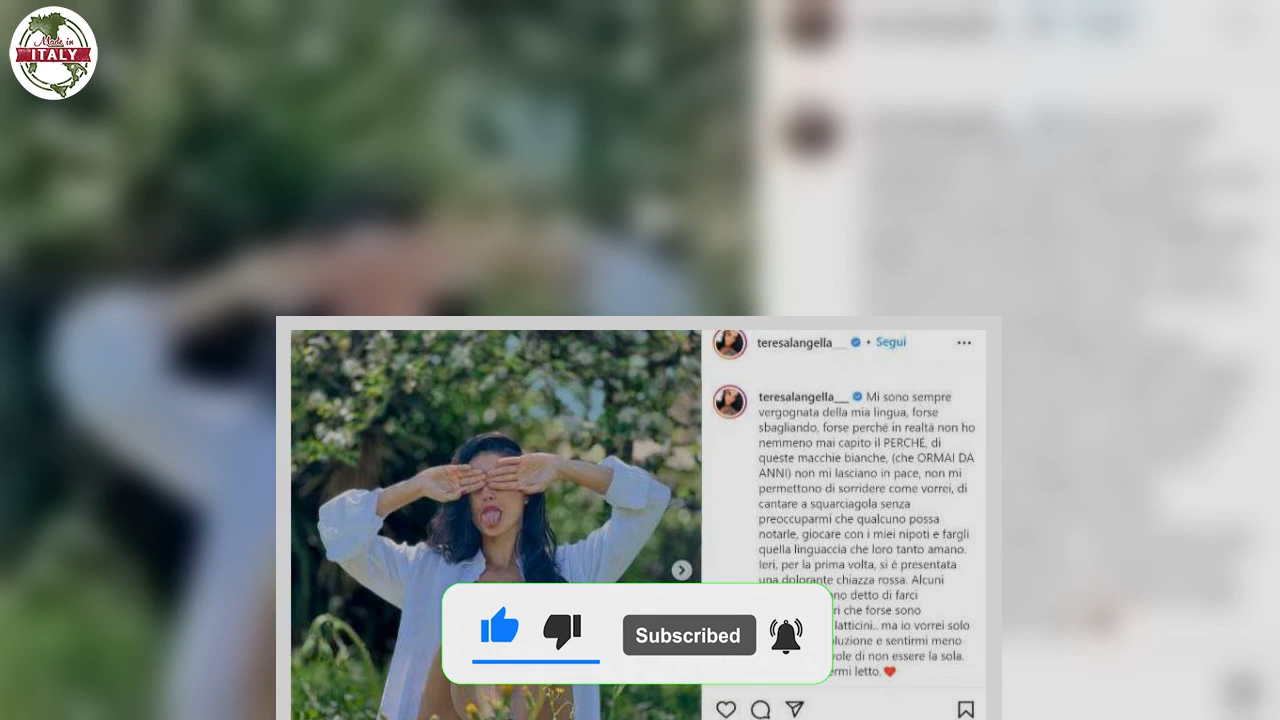 Made in
ITALY
teresalangella__ • Segui
teresalangella__ Mi sono sempre
vergognata della mia lingua, forse
sbagliando, forse perché in realtà non ho
nemmeno mai capito il PERCHÉ, di
queste macchie bianche, (che ORMAI DA
ANNI) non mi lasciano in pace, non mi
permettono di sorridere come vorrei, di
cantare a squarciagola senza
preoccuparmi che qualcuno possa
notarle, giocare con i miei nipoti e fargli
quella linguaccia che loro tanto amano.
Ieri, per la prima volta, si è presentata
una dolorante chiazza rossa. Alcuni
no detto di farci
ri che forse sono
latticini.. ma io vorrei solo
luzione e sentirmi meno
vole di non essere la sola.
ermi letto.
Subscribed